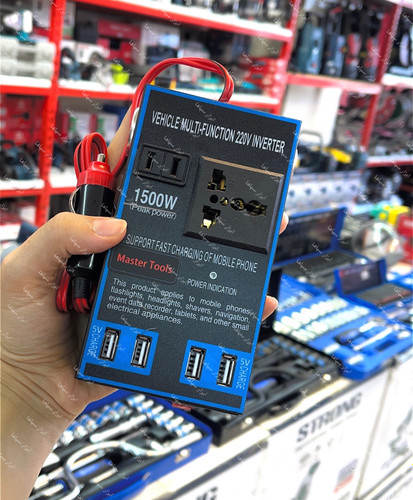 VEHICLE MULTI-FUNCTION 220V INVERTER
1500W
(Peak power)
SUPPORT FAST CHARGING OF MOBILE PHONE
Master Tools
POWER INDICATION
This product applies to mobile phones,
flashlights, headlights, shavers, navigation,
event data recorder, tablets, and other small
electrical appliances.
5V
CHARGE
5V
CHARGE
STRONG